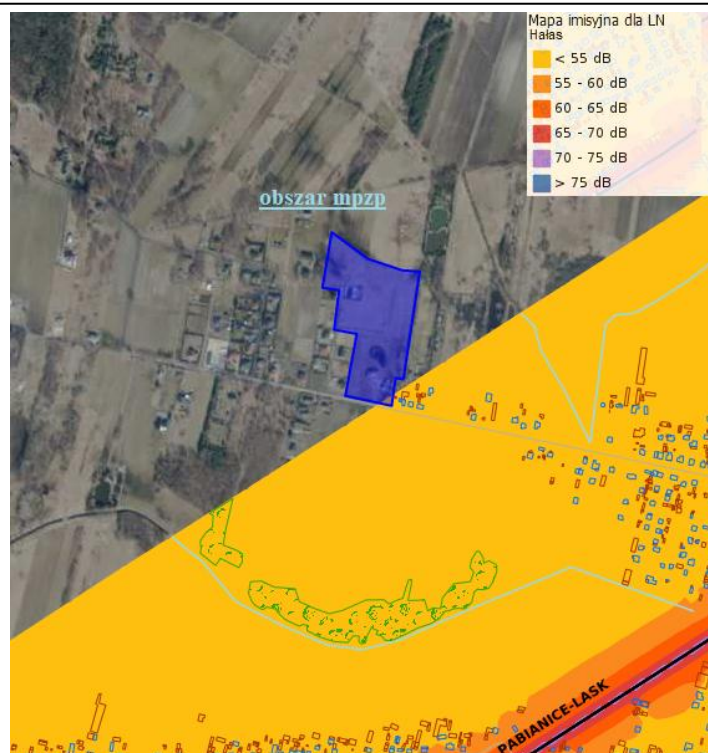 Mapa imisyjna dla LN
Hałas
< 55 dB
55 - 60 dB
60 - 65 dB
65 - 70 dB
70 - 75 dB
> 75 dB
obszar mpzp
PABIANICE-LASK